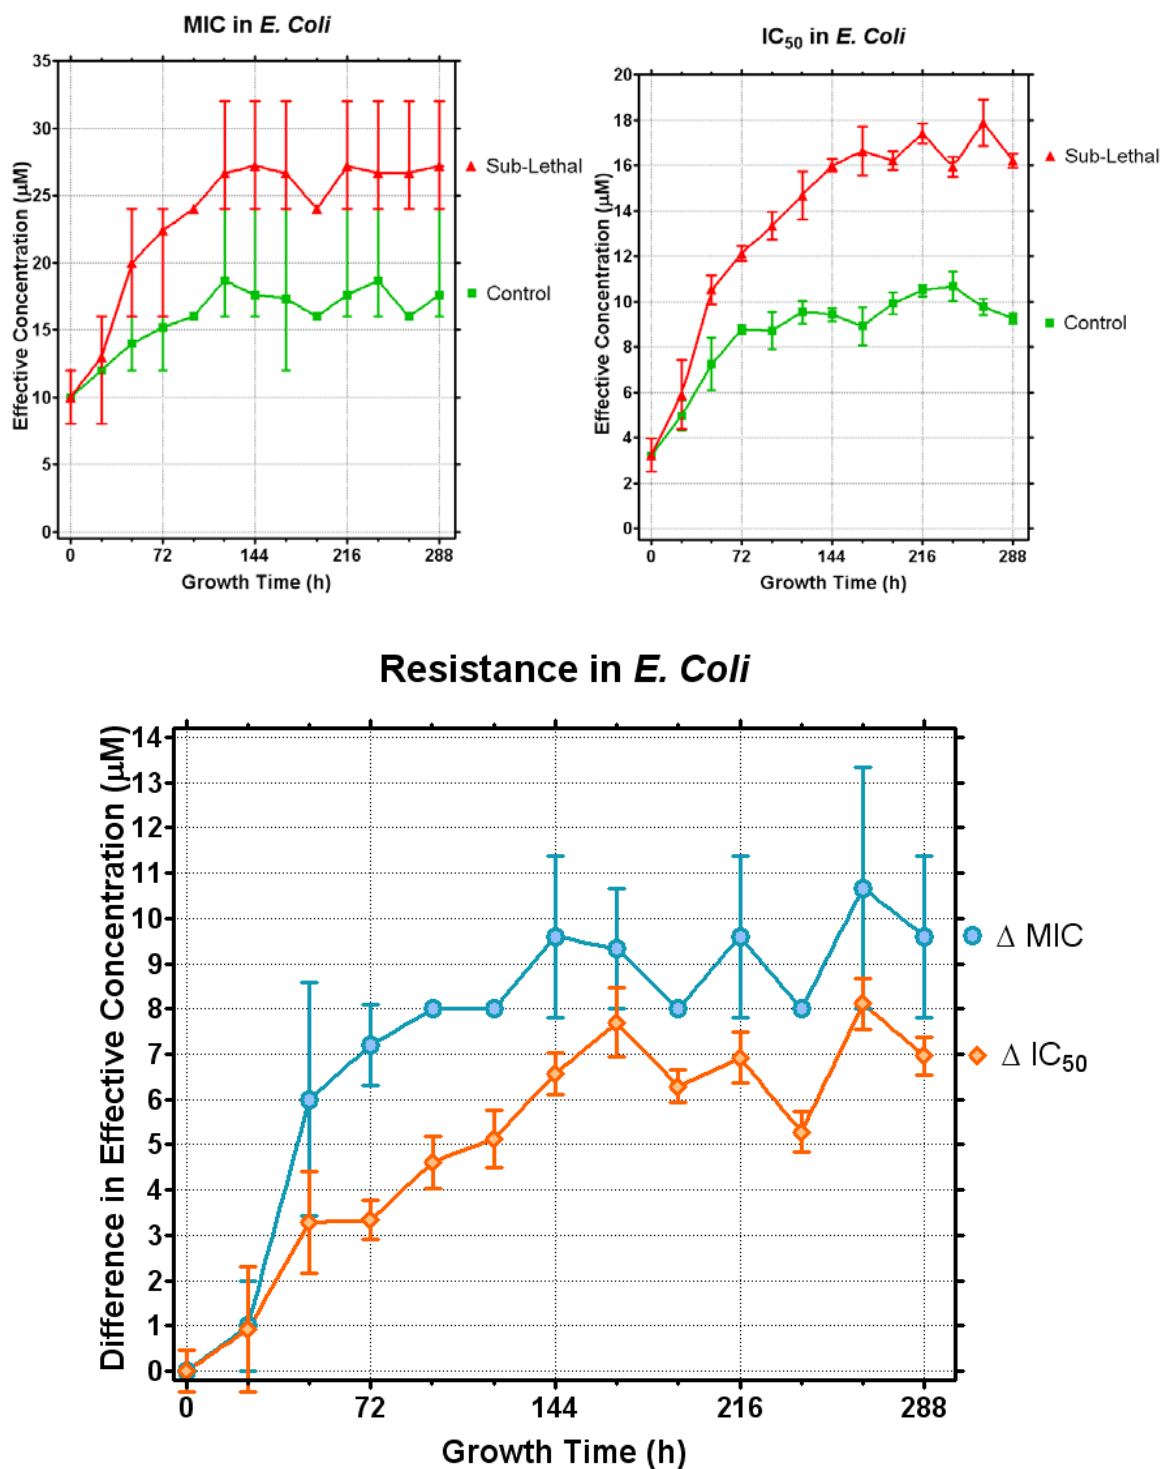 MIC in E. Coli
Effective Concentration (µM)
35
30
25
20
15
10
5
0
0 72 144 216 288
Growth Time (h)
Sub-Lethal
Control
IC50 in E. Coli
Effective Concentration (µM)
20
18
16
14
12
10
8
6
4
2
0
0 72 144 216 288
Growth Time (h)
Sub-Lethal
Control
Resistance in E. Coli
Difference in Effective Concentration (µM)
14
13
12
11
10
9
8
7
6
5
4
3
2
1
0
0 72 144 216 288
Growth Time (h)
Δ MIC
Δ IC50